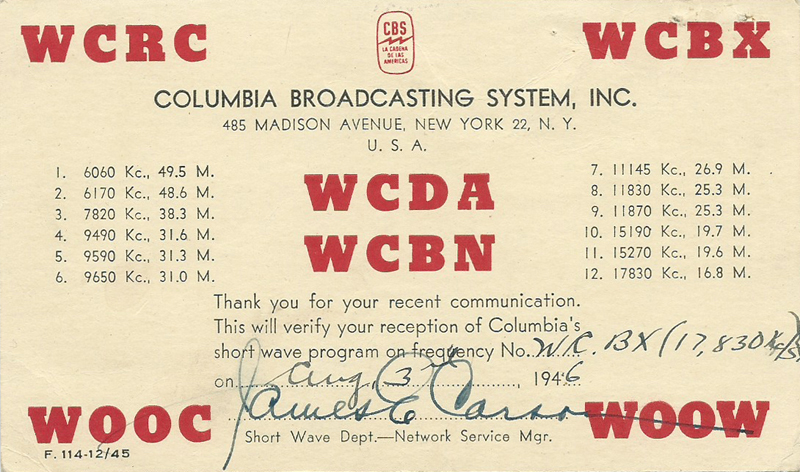 WCRC
CBS
LA CADENA
DE LAS
AMERICAS
WCBX
COLUMBIA BROADCASTING SYSTEM, INC.
485 MADISON AVENUE, NEW YORK 22, N. Y.
U. S. A.
1. 6060 Kc., 49.5 M.
2. 6170 Kc., 48.6 M.
3. 7820 Kc., 38.3 M.
4. 9490 Kc., 31.6 M.
5. 9590 Kc., 31.3 M.
6. 9650 Kc., 31.0 M.
WCDA
WCBN
7. 11145 Kc., 26.9 M.
8. 11830 Kc., 25.3 M.
9. 11870 Kc., 25.3 M.
10. 15190 Kc., 19.7 M.
11. 15270 Kc., 19.6 M.
12. 17830 Kc., 16.8 M.
Thank you for your recent communication.
This will verify your reception of Columbia's
short wave program on frequency No. W.C.BX (17,830 Kc/s)
on Aug, 3rd, 1946
James E Carson
WOOC
WOOW
Short Wave Dept.—Network Service Mgr.
F. 114-12/45